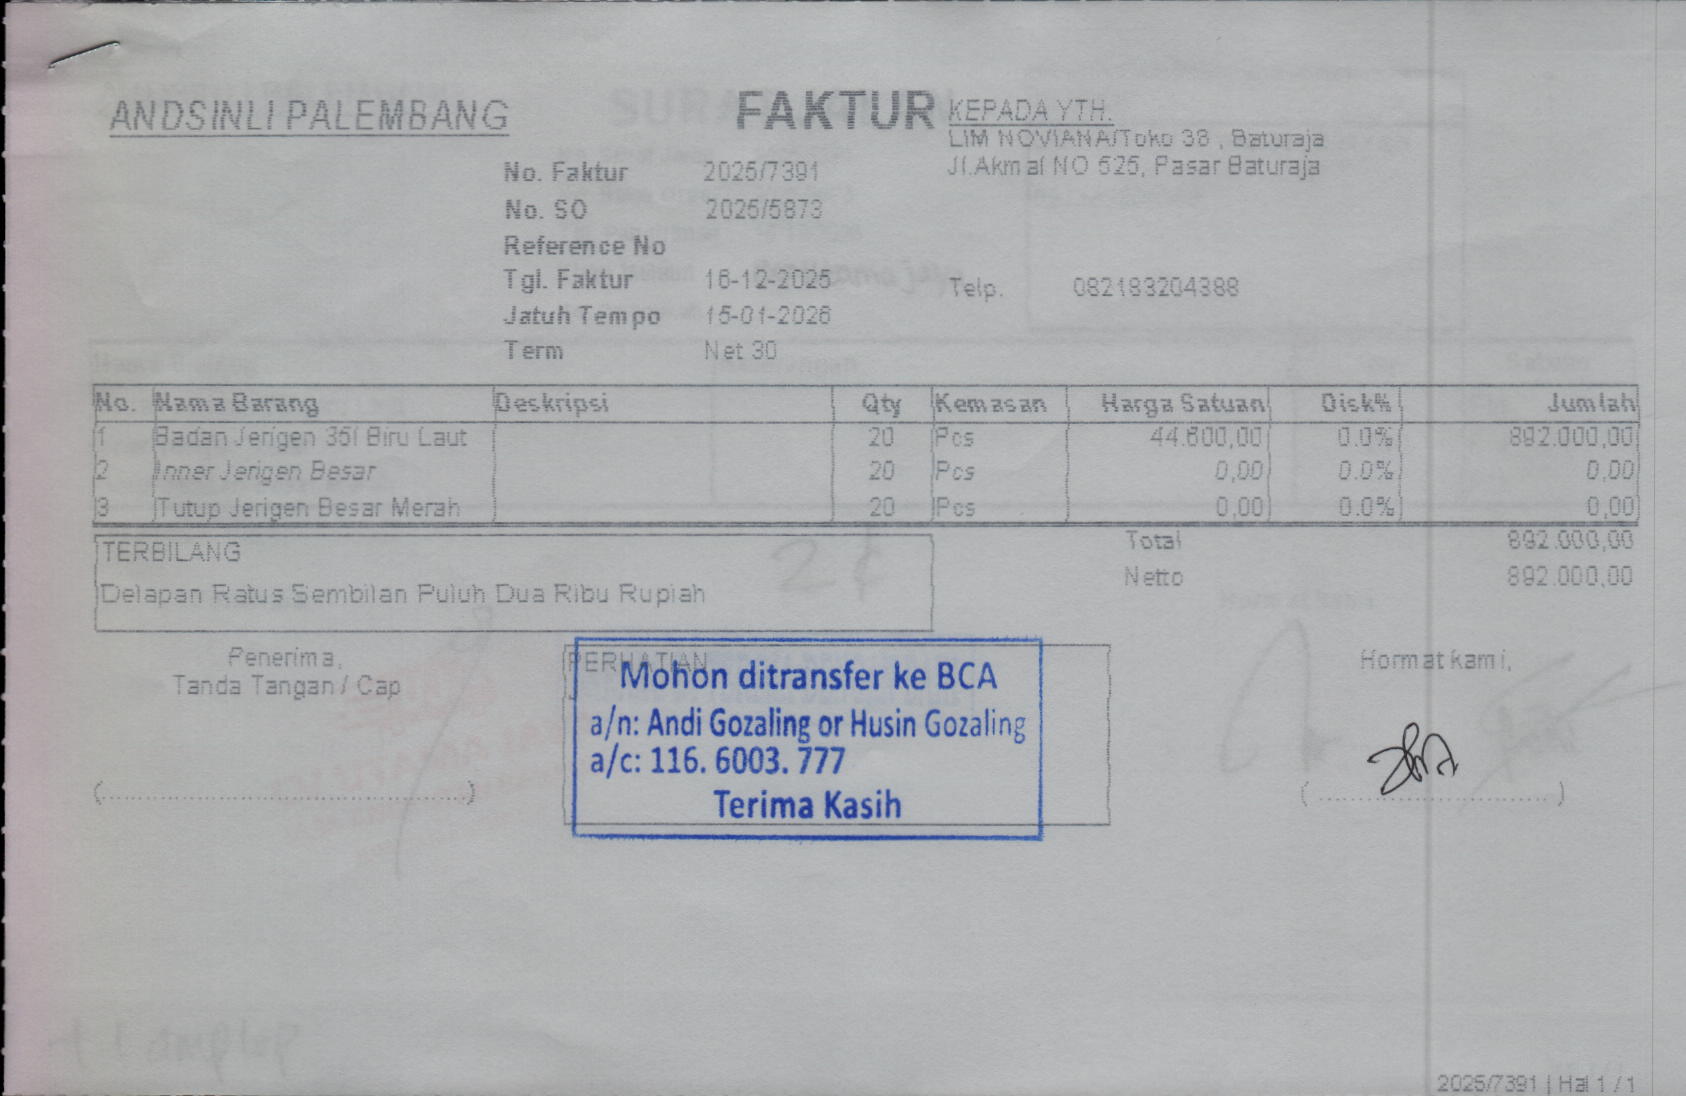 ANDSINLI PALEMBANG
FAKTUR
KEPADA YTH.
LIM NOVIANA/Toko 38 , Baturaja
Jl.Akmal NO 525, Pasar Baturaja
No. Faktur 2025/7391
No. SO 2025/5873
Reference No
Tgl. Faktur 16-12-2025
Telp. 082183204388
Jatuh Tempo 15-01-2026
Term Net 30
No. Nama Barang Deskripsi Qty Kemasan Harga Satuan Disk% Jumlah
1 Badan Jerigen 35l Biru Laut 20 Pcs 44.600,00 0.0% 892.000,00
2 Inner Jerigen Besar 20 Pcs 0,00 0.0% 0,00
3 Tutup Jerigen Besar Merah 20 Pcs 0,00 0.0% 0,00
Total 892.000,00
Netto 892.000,00
TERBILANG
Delapan Ratus Sembilan Puluh Dua Ribu Rupiah
Penerima,
Tanda Tangan / Cap
(..................................................)
PERHATIAN
Mohon ditransfer ke BCA
a/n: Andi Gozaling or Husin Gozaling
a/c: 116. 6003. 777
Terima Kasih
Hormat kami,
( ................................ )
2025/7391 | Hal 1 / 1